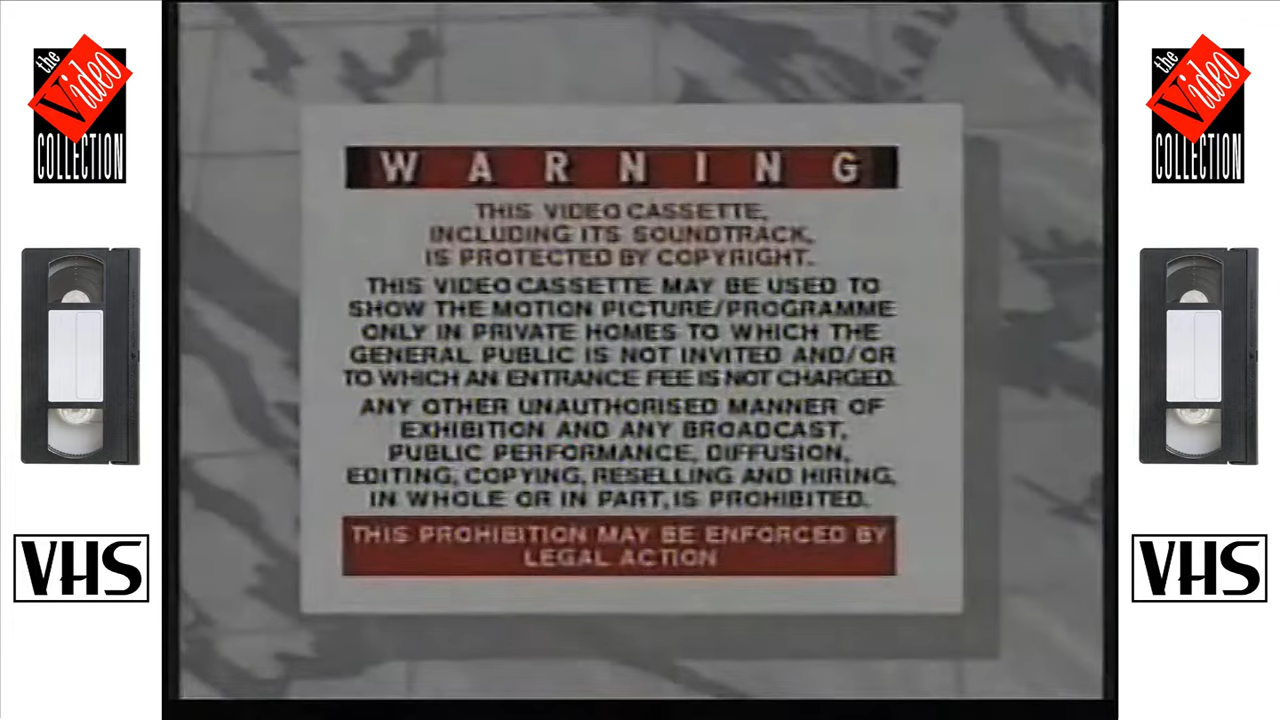 the
Video
COLLECTION
VHS
WARNING
THIS VIDEO CASSETTE,
INCLUDING ITS SOUNDTRACK,
IS PROTECTED BY COPYRIGHT.
THIS VIDEO CASSETTE MAY BE USED TO
SHOW THE MOTION PICTURE/PROGRAMME
ONLY IN PRIVATE HOMES TO WHICH THE
GENERAL PUBLIC IS NOT INVITED AND/OR
TO WHICH AN ENTRANCE FEE IS NOT CHARGED.
ANY OTHER UNAUTHORISED MANNER OF
EXHIBITION AND ANY BROADCAST,
PUBLIC PERFORMANCE, DIFFUSION,
EDITING, COPYING, RESELLING AND HIRING,
IN WHOLE OR IN PART, IS PROHIBITED.
THIS PROHIBITION MAY BE ENFORCED BY
LEGAL ACTION
the
Video
COLLECTION
VHS